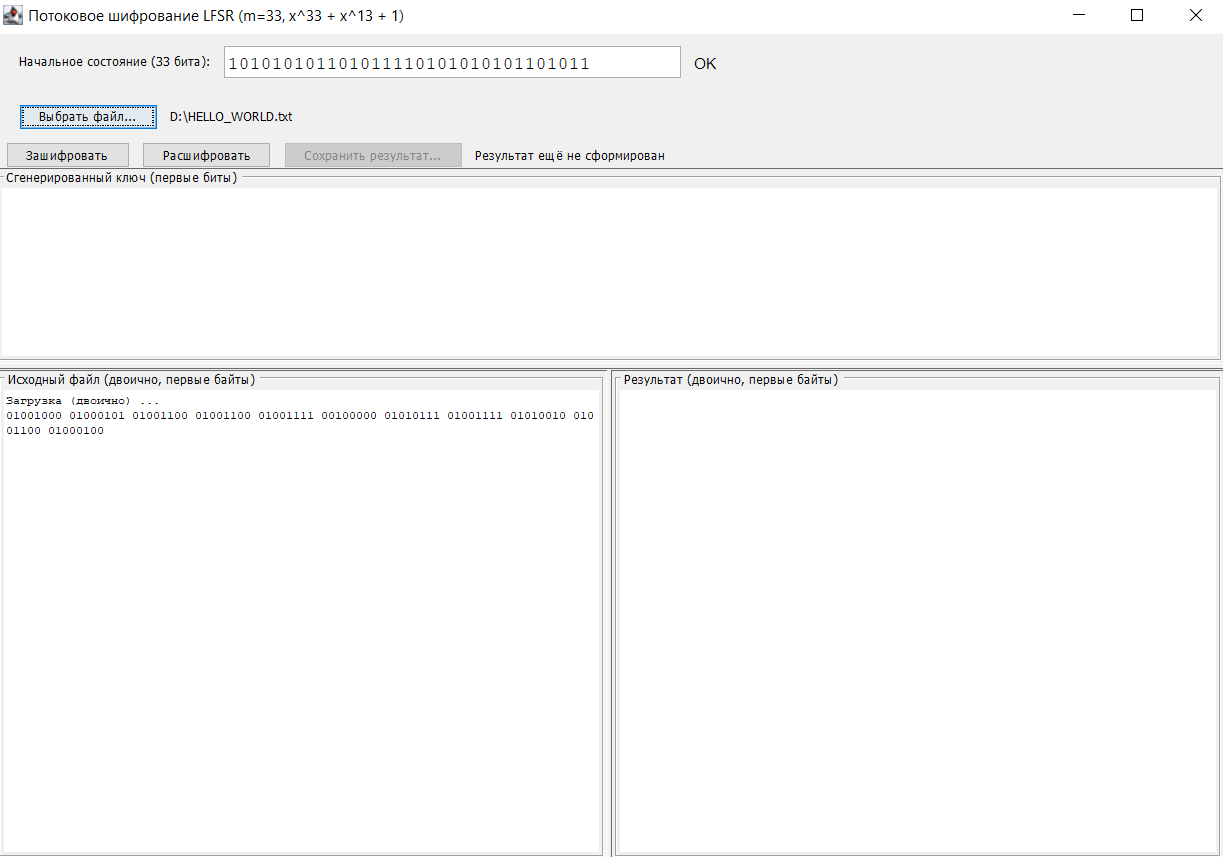 Потоковое шифрование LFSR (m=33, x^33 + x^13 + 1)
Начальное состояние (33 бита): 101010101101011110101010101101011 OK
Выбрать файл... D:\HELLO_WORLD.txt
Зашифровать Расшифровать Сохранить результат... Результат ещё не сформирован
Сгенерированный ключ (первые биты)
Исходный файл (двоично, первые байты)
Загрузка (двоично) ...
01001000 01000101 01001100 01001100 01001111 00100000 01010111 01001111 01010010 010
01100 01000100
Результат (двоично, первые байты)